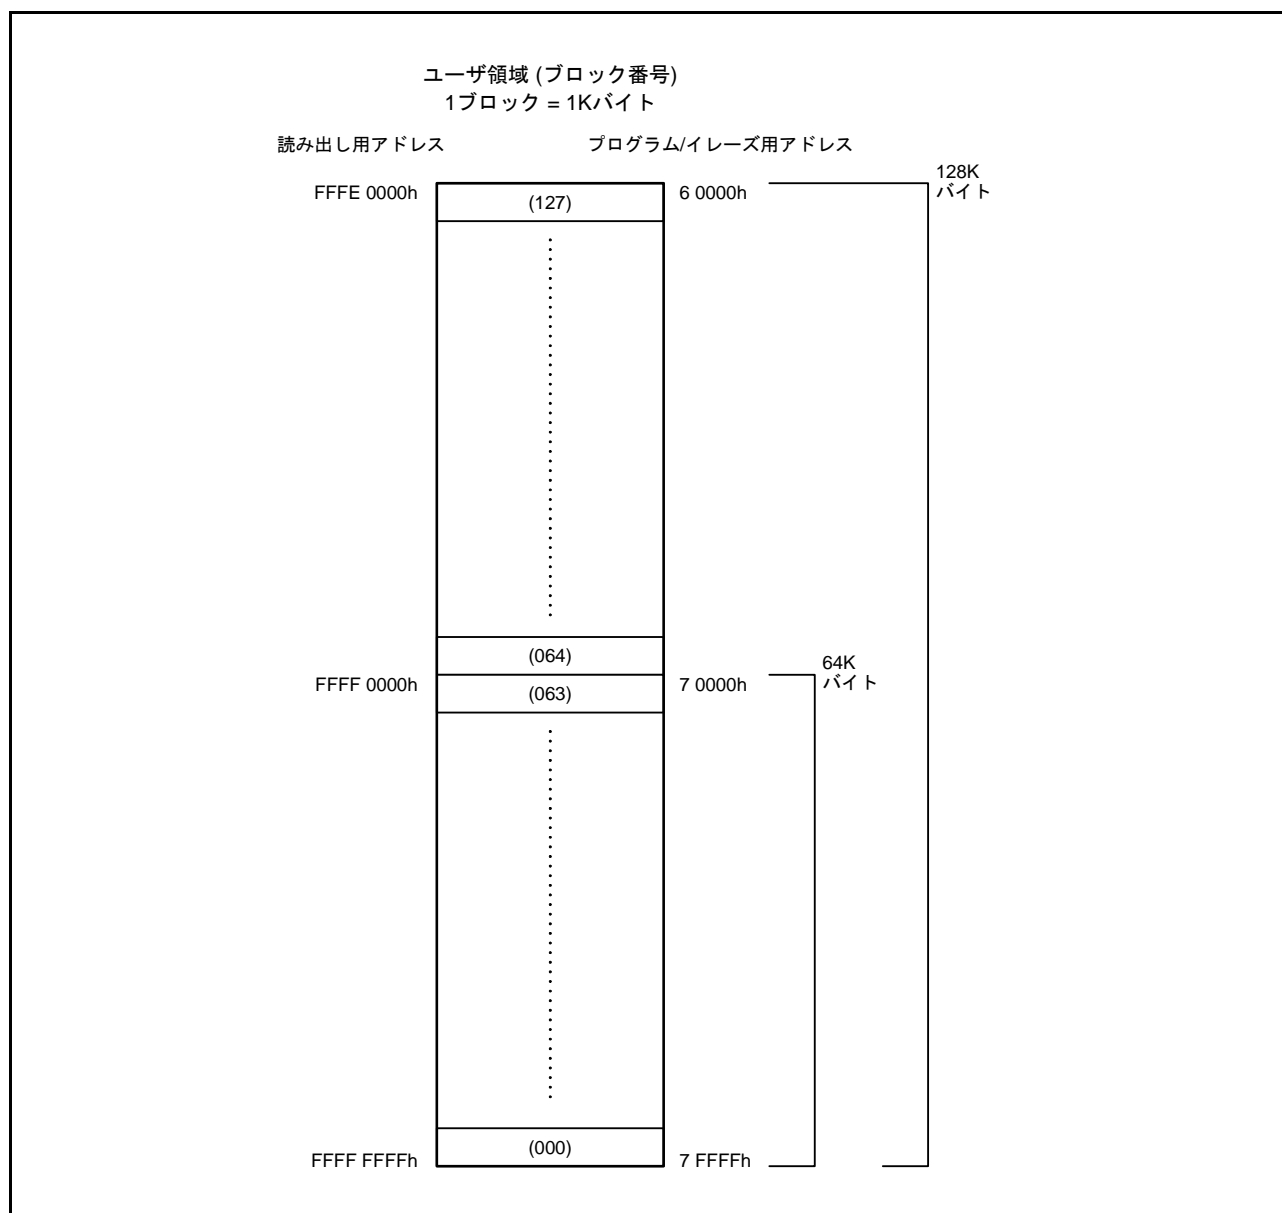 ユーザ領域 (ブロック番号)
1ブロック = 1Kバイト
読み出し用アドレス
プログラム/イレーズ用アドレス
FFFE 0000h
(127)
6 0000h
128K
バイト
(064)
FFFF 0000h
(063)
7 0000h
64K
バイト
(000)
FFFF FFFFh
7 FFFFh